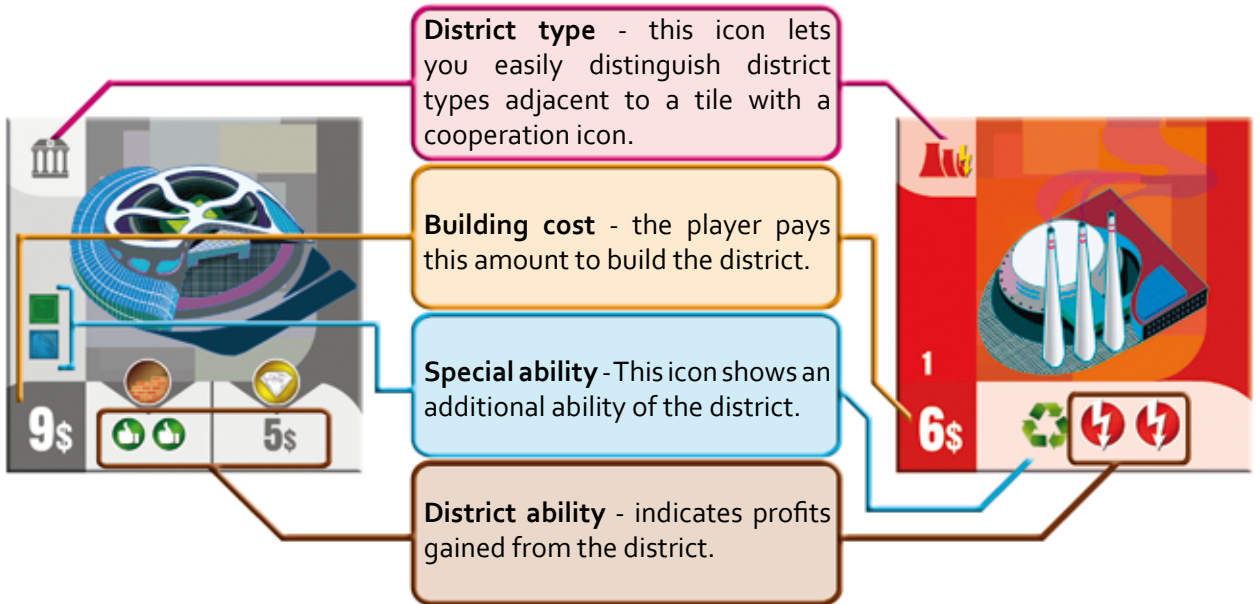 District type - this icon lets
you easily distinguish district
types adjacent to a tile with a
cooperation icon.
Building cost - the player pays
this amount to build the district.
Special ability - This icon shows an
additional ability of the district.
District ability - indicates profits
gained from the district.
9$
5$
1
6$